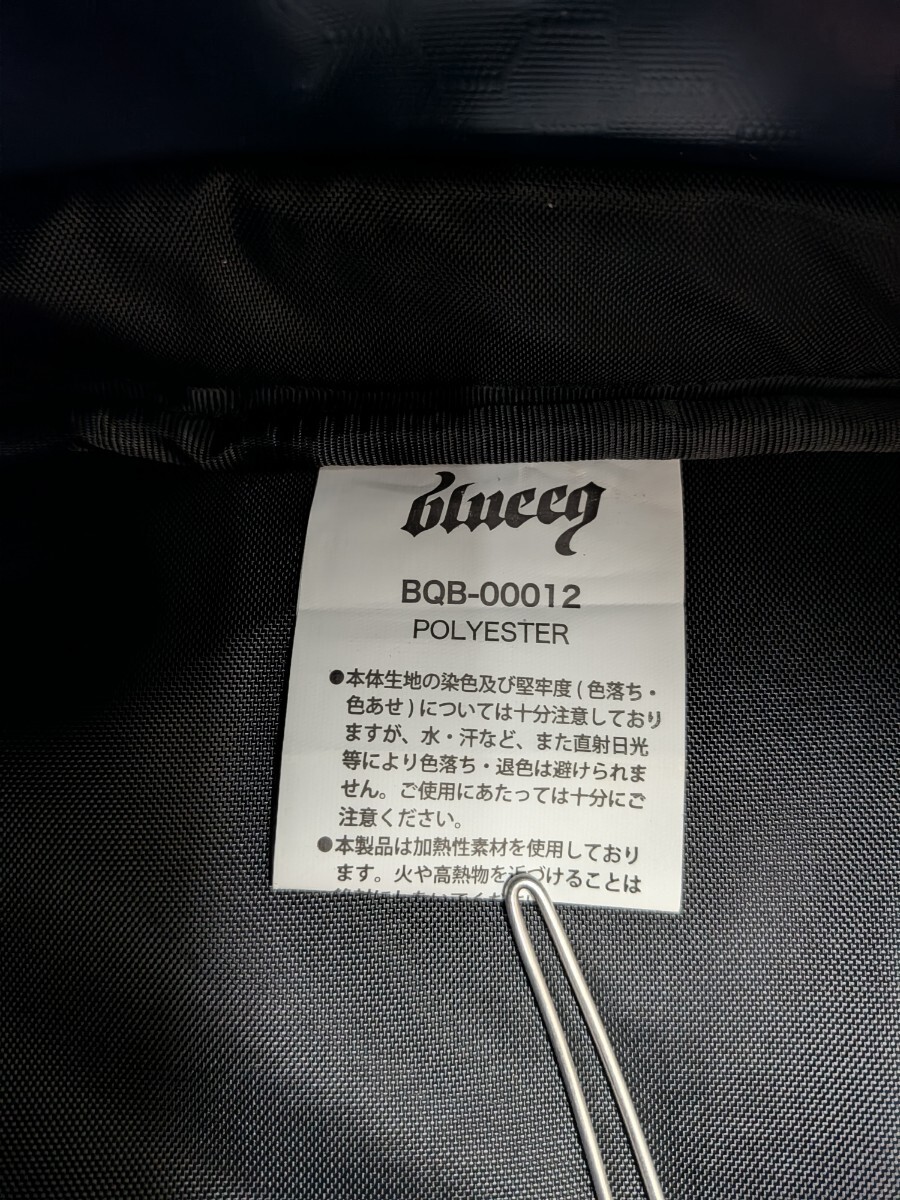 blueeq
BQB-00012
POLYESTER
●本体生地の染色及び堅牢度(色落ち・
色あせ)については十分注意しており
ますが、水・汗など、また直射日光
等により色落ち・退色は避けられま
せん。ご使用にあたっては十分にご
注意ください。
●本製品は加熱性素材を使用しており
ます。火や高熱物を近づけることは